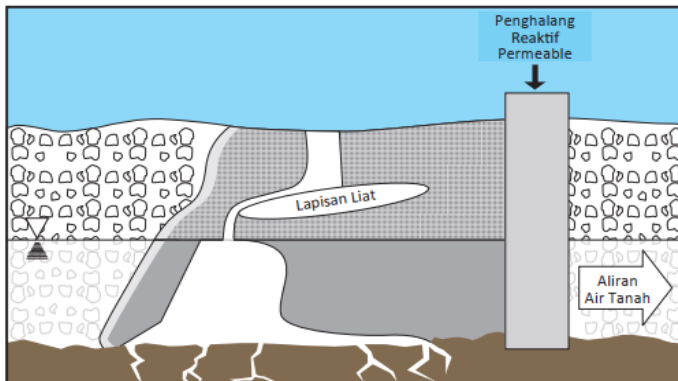 Penghalang
Reaktif
Permeable
Lapisan Liat
Aliran
Air Tanah